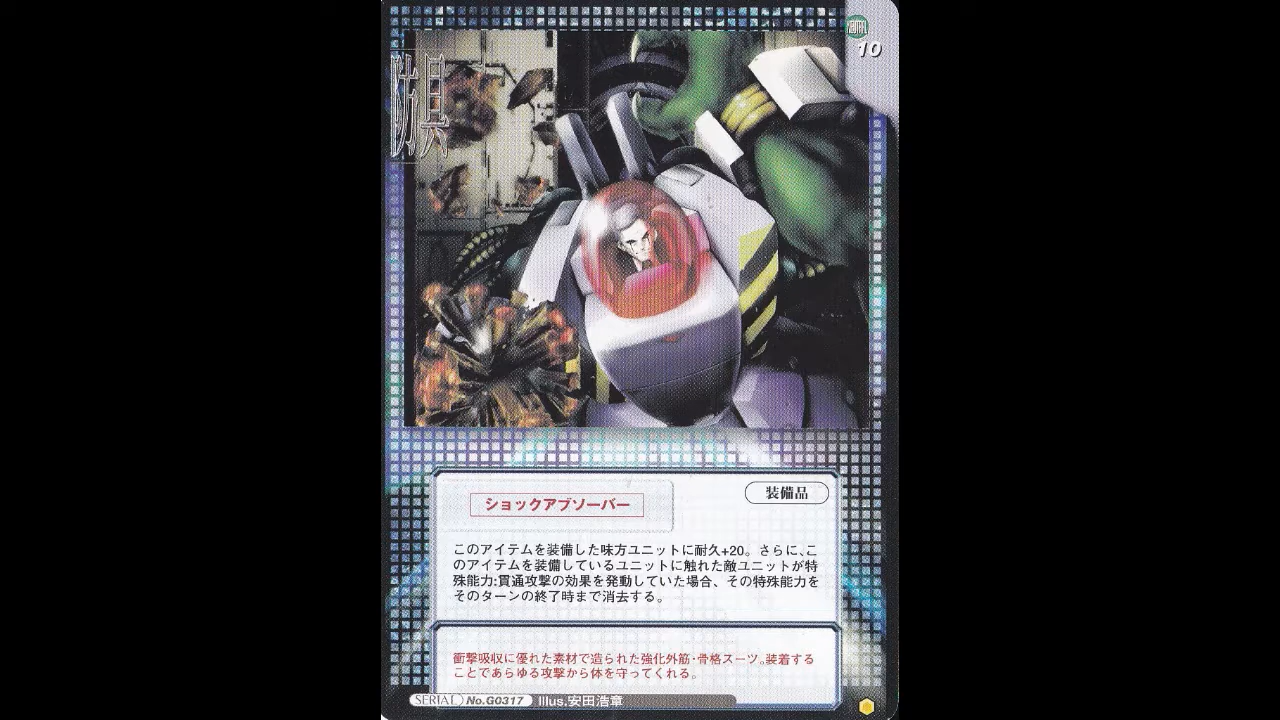 NEUTRAL
10
防具
ショックアブソーバー
装備品
このアイテムを装備した味方ユニットに耐久+20。さらに、こ
のアイテムを装備しているユニットに触れた敵ユニットが特
殊能力:貫通攻撃の効果を発動していた場合、その特殊能力を
そのターンの終了時まで消去する。
衝撃吸収に優れた素材で造られた強化外筋・骨格スーツ。装着する
ことであらゆる攻撃から体を守ってくれる。
SERIAL No.G0317 Illus.安田浩章